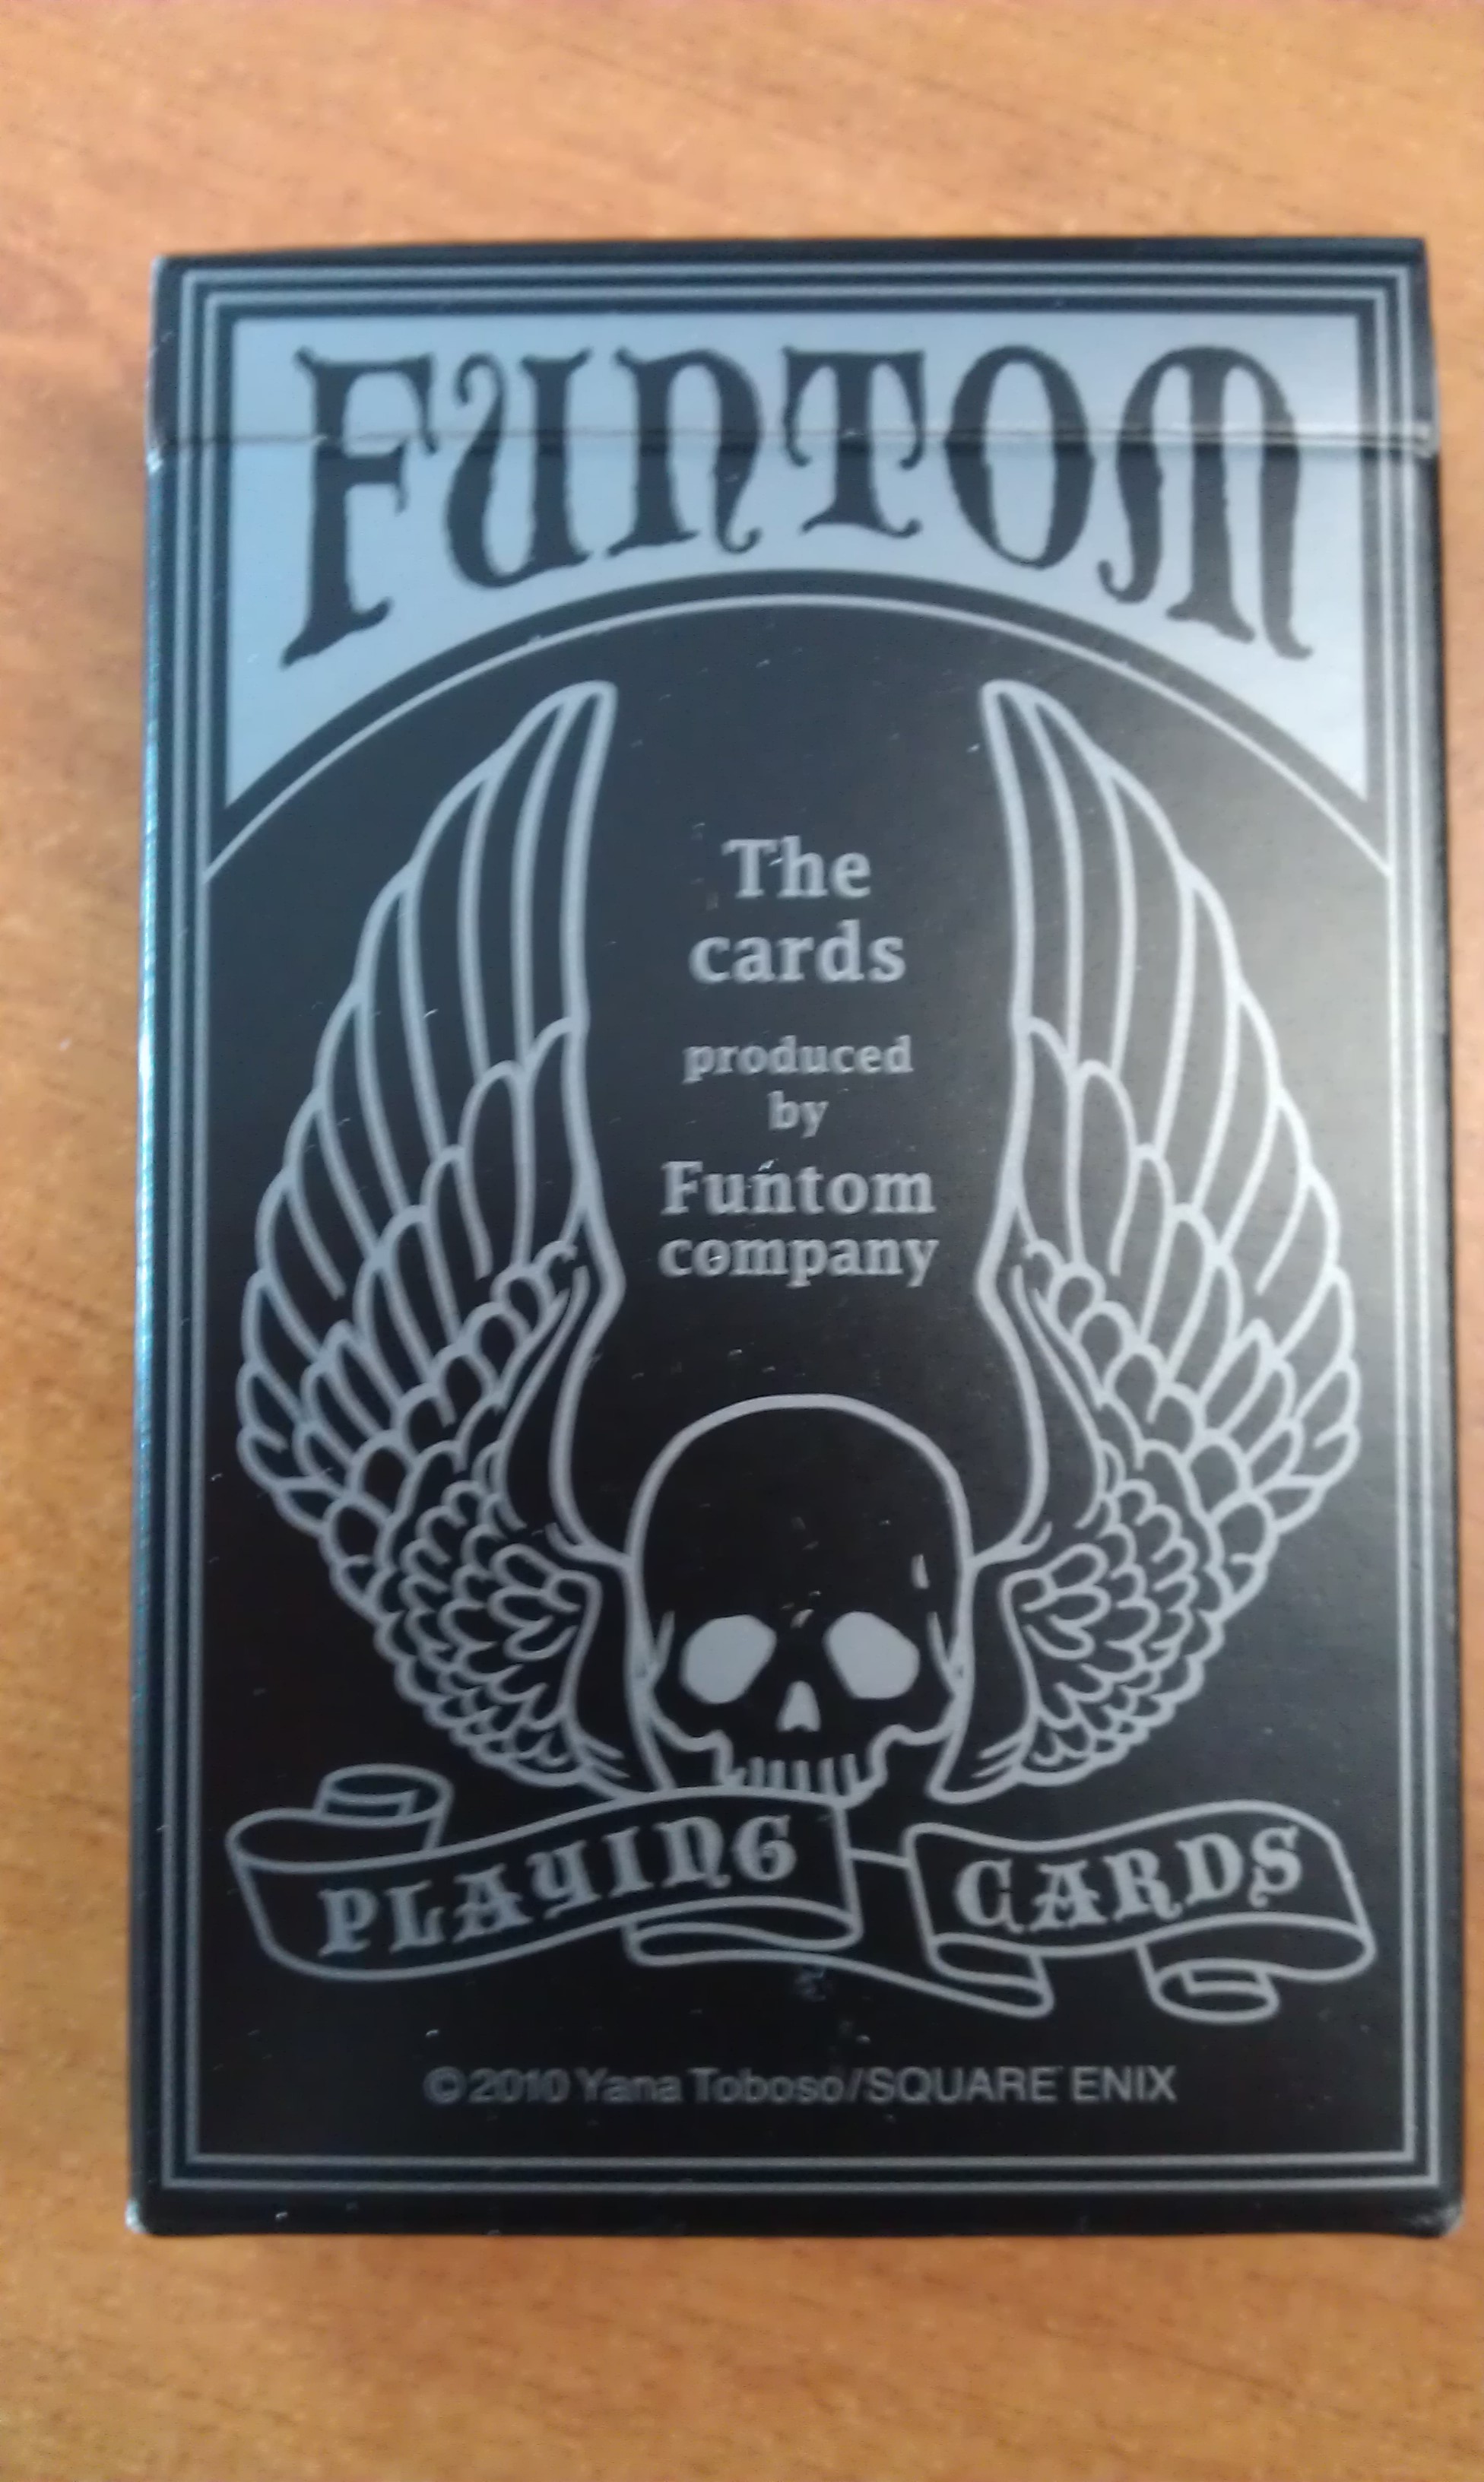 FUNTOM
The
cards
produced
by
Funtom
company
PLAYING CARDS
©2010 Yana Toboso/SQUARE ENIX